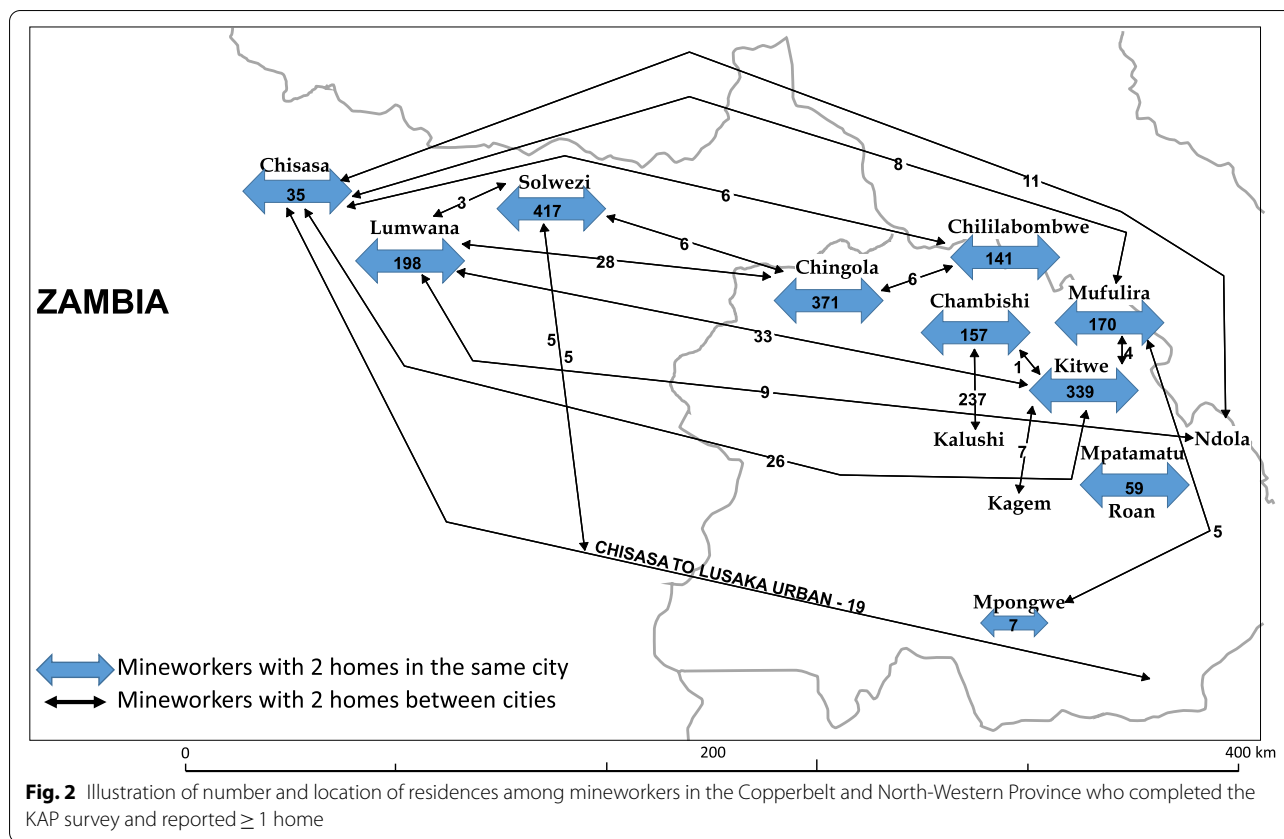 Chisasa
35
Solwezi
417
Lumwana
198
3
6
28
8
11
6
Chililabombwe
141
Chingola
371
6
ZAMBIA
Chambishi
157
Mufulira
170
4
Kitwe
339
1
33
5
5
9
237
Kalushi
7
Kagem
Ndola
Mpatamatu
59
Roan
26
5
CHISASA TO LUSAKA URBAN - 19
Mpongwe
7
Mineworkers with 2 homes in the same city
Mineworkers with 2 homes between cities
0 200 400 km
Fig. 2 Illustration of number and location of residences among mineworkers in the Copperbelt and North-Western Province who completed the
KAP survey and reported ≥ 1 home